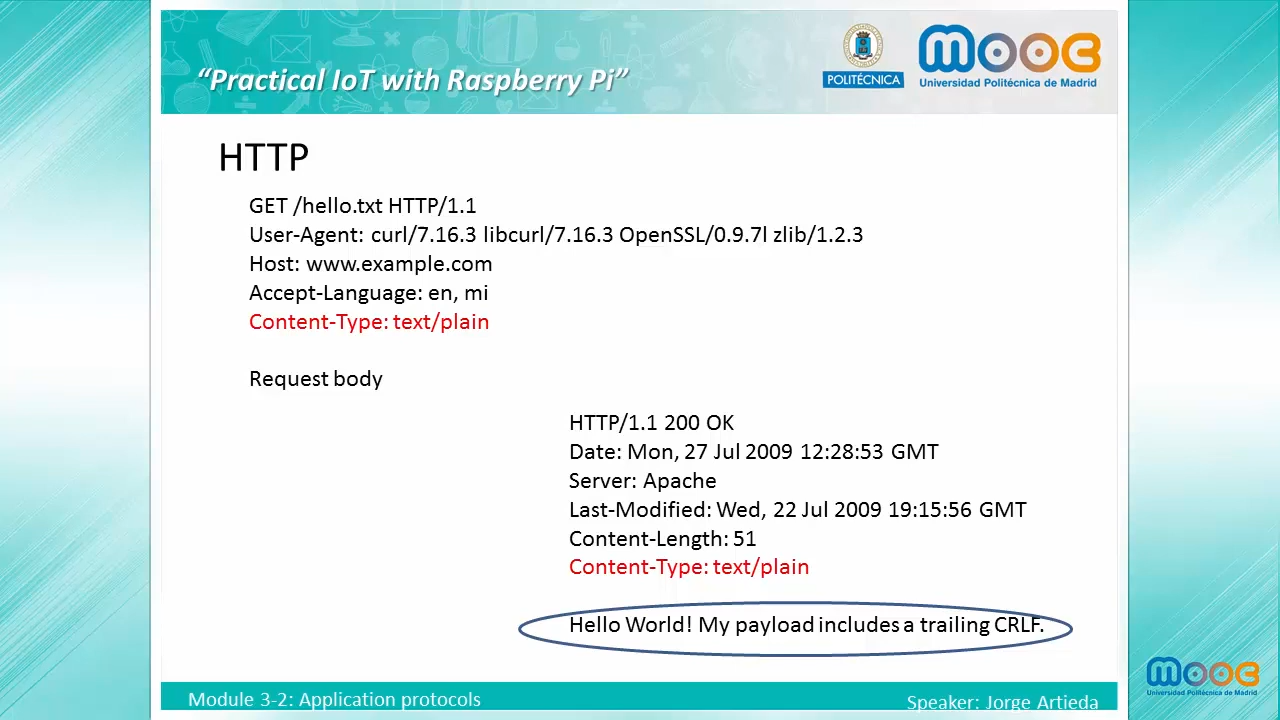 “Practical IoT with Raspberry Pi”
POLITÉCNICA
MOOC
Universidad Politécnica de Madrid
HTTP
GET /hello.txt HTTP/1.1
User-Agent: curl/7.16.3 libcurl/7.16.3 OpenSSL/0.9.7l zlib/1.2.3
Host: www.example.com
Accept-Language: en, mi
Content-Type: text/plain
Request body
HTTP/1.1 200 OK
Date: Mon, 27 Jul 2009 12:28:53 GMT
Server: Apache
Last-Modified: Wed, 22 Jul 2009 19:15:56 GMT
Content-Length: 51
Content-Type: text/plain
Hello World! My payload includes a trailing CRLF.
Module 3-2: Application protocols
Speaker: Jorge Artieda
MOOC
Universidad Politécnica de Madrid